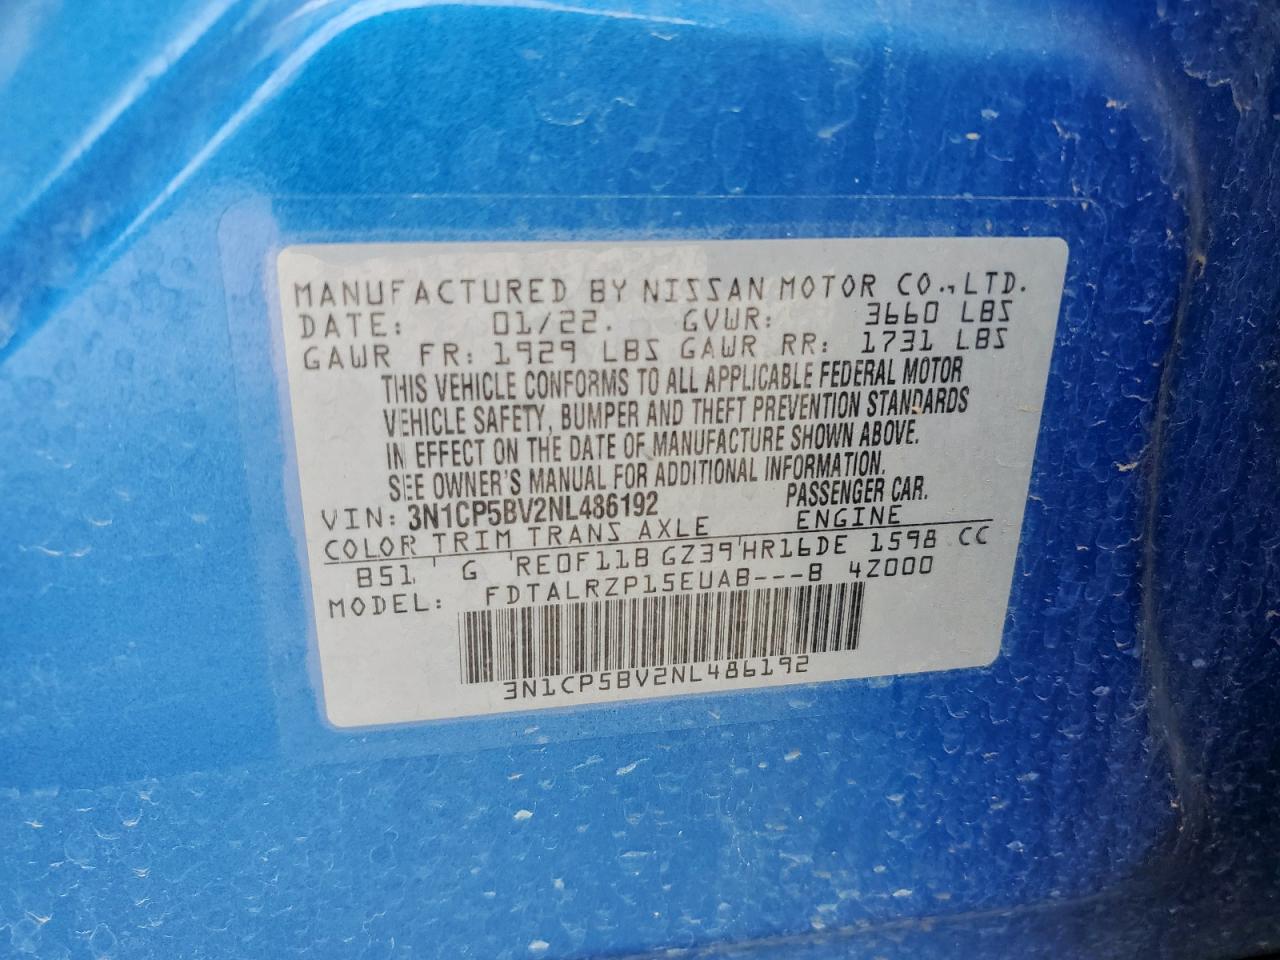 MANUFACTURED BY NISSAN MOTOR CO., LTD.
DATE: 01/22. GVWR: 3660 LBS
GAWR FR: 1929 LBS GAWR RR: 1731 LBS
THIS VEHICLE CONFORMS TO ALL APPLICABLE FEDERAL MOTOR
VEHICLE SAFETY, BUMPER AND THEFT PREVENTION STANDARDS
IN EFFECT ON THE DATE OF MANUFACTURE SHOWN ABOVE.
SEE OWNER'S MANUAL FOR ADDITIONAL INFORMATION.
VIN: 3N1CP5BV2NL486192 PASSENGER CAR.
COLOR TRIM TRANS AXLE ENGINE
B51 G RE0F11B GZ39 HR16DE 1598 CC
MODEL: FDTALRZP15EUAB---B 4Z000
3N1CP5BV2NL486192